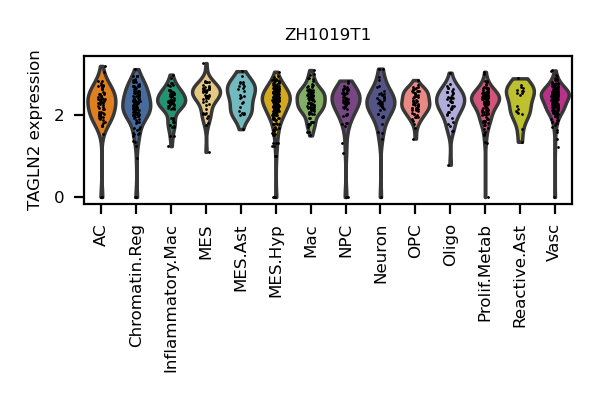 ZH1019T1
TAGLN2 expression
2
0
AC
Chromatin.Reg
Inflammatory.Mac
MES
MES.Ast
MES.Hyp
Mac
NPC
Neuron
OPC
Oligo
Prolif.Metab
Reactive.Ast
Vasc